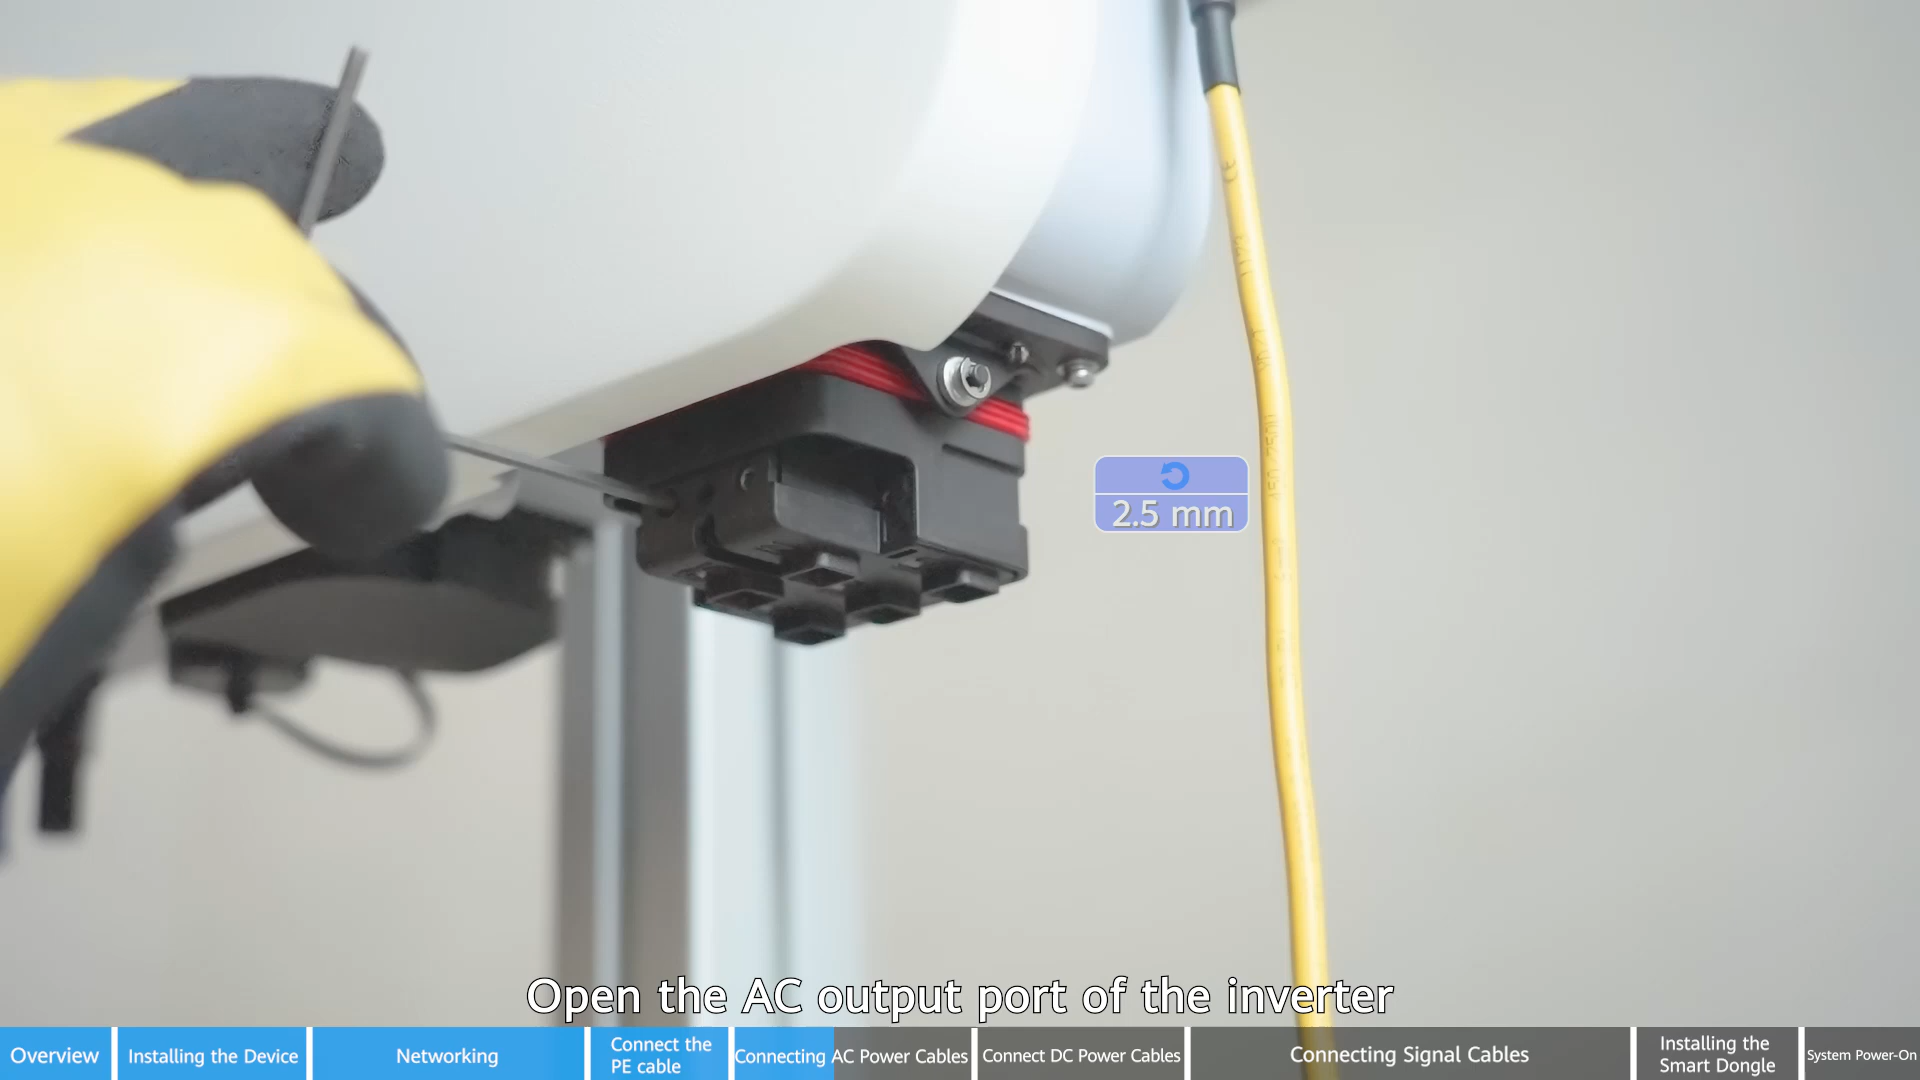 2.5 mm
Open the AC output port of the inverter
Overview
Installing the Device
Networking
Connect the
PE cable
Connecting AC Power Cables
Connect DC Power Cables
Connecting Signal Cables
Installing the
Smart Dongle
System Power-On